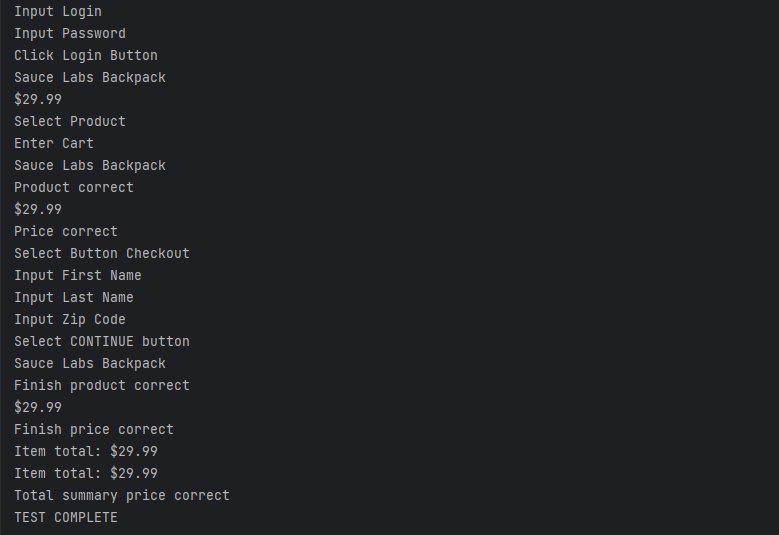 Input Login
Input Password
Click Login Button
Sauce Labs Backpack
$29.99
Select Product
Enter Cart
Sauce Labs Backpack
Product correct
$29.99
Price correct
Select Button Checkout
Input First Name
Input Last Name
Input Zip Code
Select CONTINUE button
Sauce Labs Backpack
Finish product correct
$29.99
Finish price correct
Item total: $29.99
Item total: $29.99
Total summary price correct
TEST COMPLETE